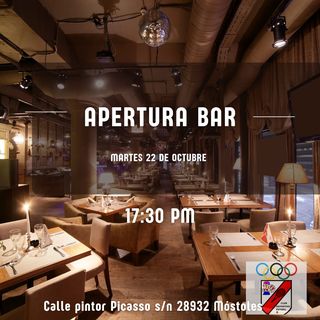 APERTURA BAR
MARTES 22 DE OCTUBRE
17:30 PM
Calle pintor Picasso s/n 28932 Móstoles